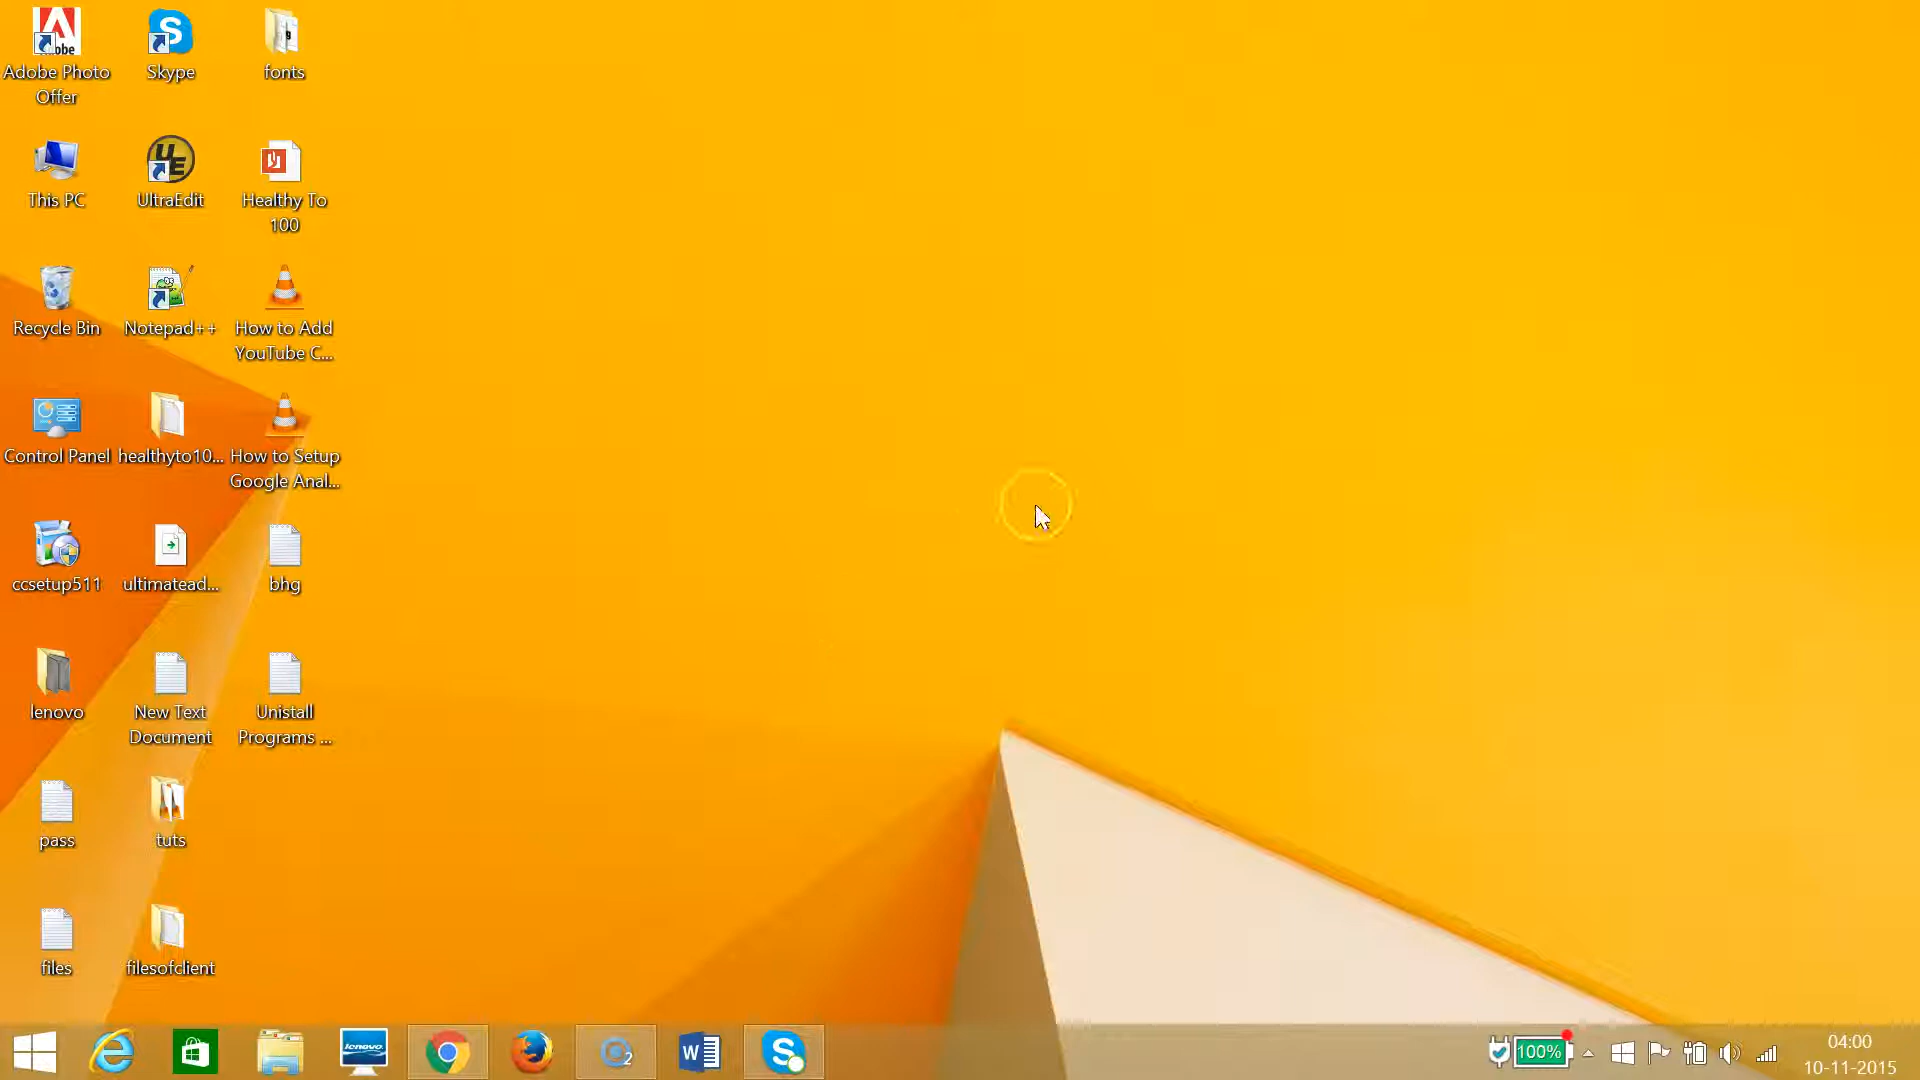 Adobe Photo
Offer
Skype
fonts
This PC
UltraEdit
Healthy To
100
Recycle Bin
Notepad++
How to Add
YouTube C...
Control Panel
healthyto10...
How to Setup
Google Anal...
ccsetup511
ultimatead...
bhg
lenovo
New Text
Document
Unistall
Programs ...
pass
tuts
files
filesofclient
lenovo
2
W
S
100%
04:00
10-11-2015